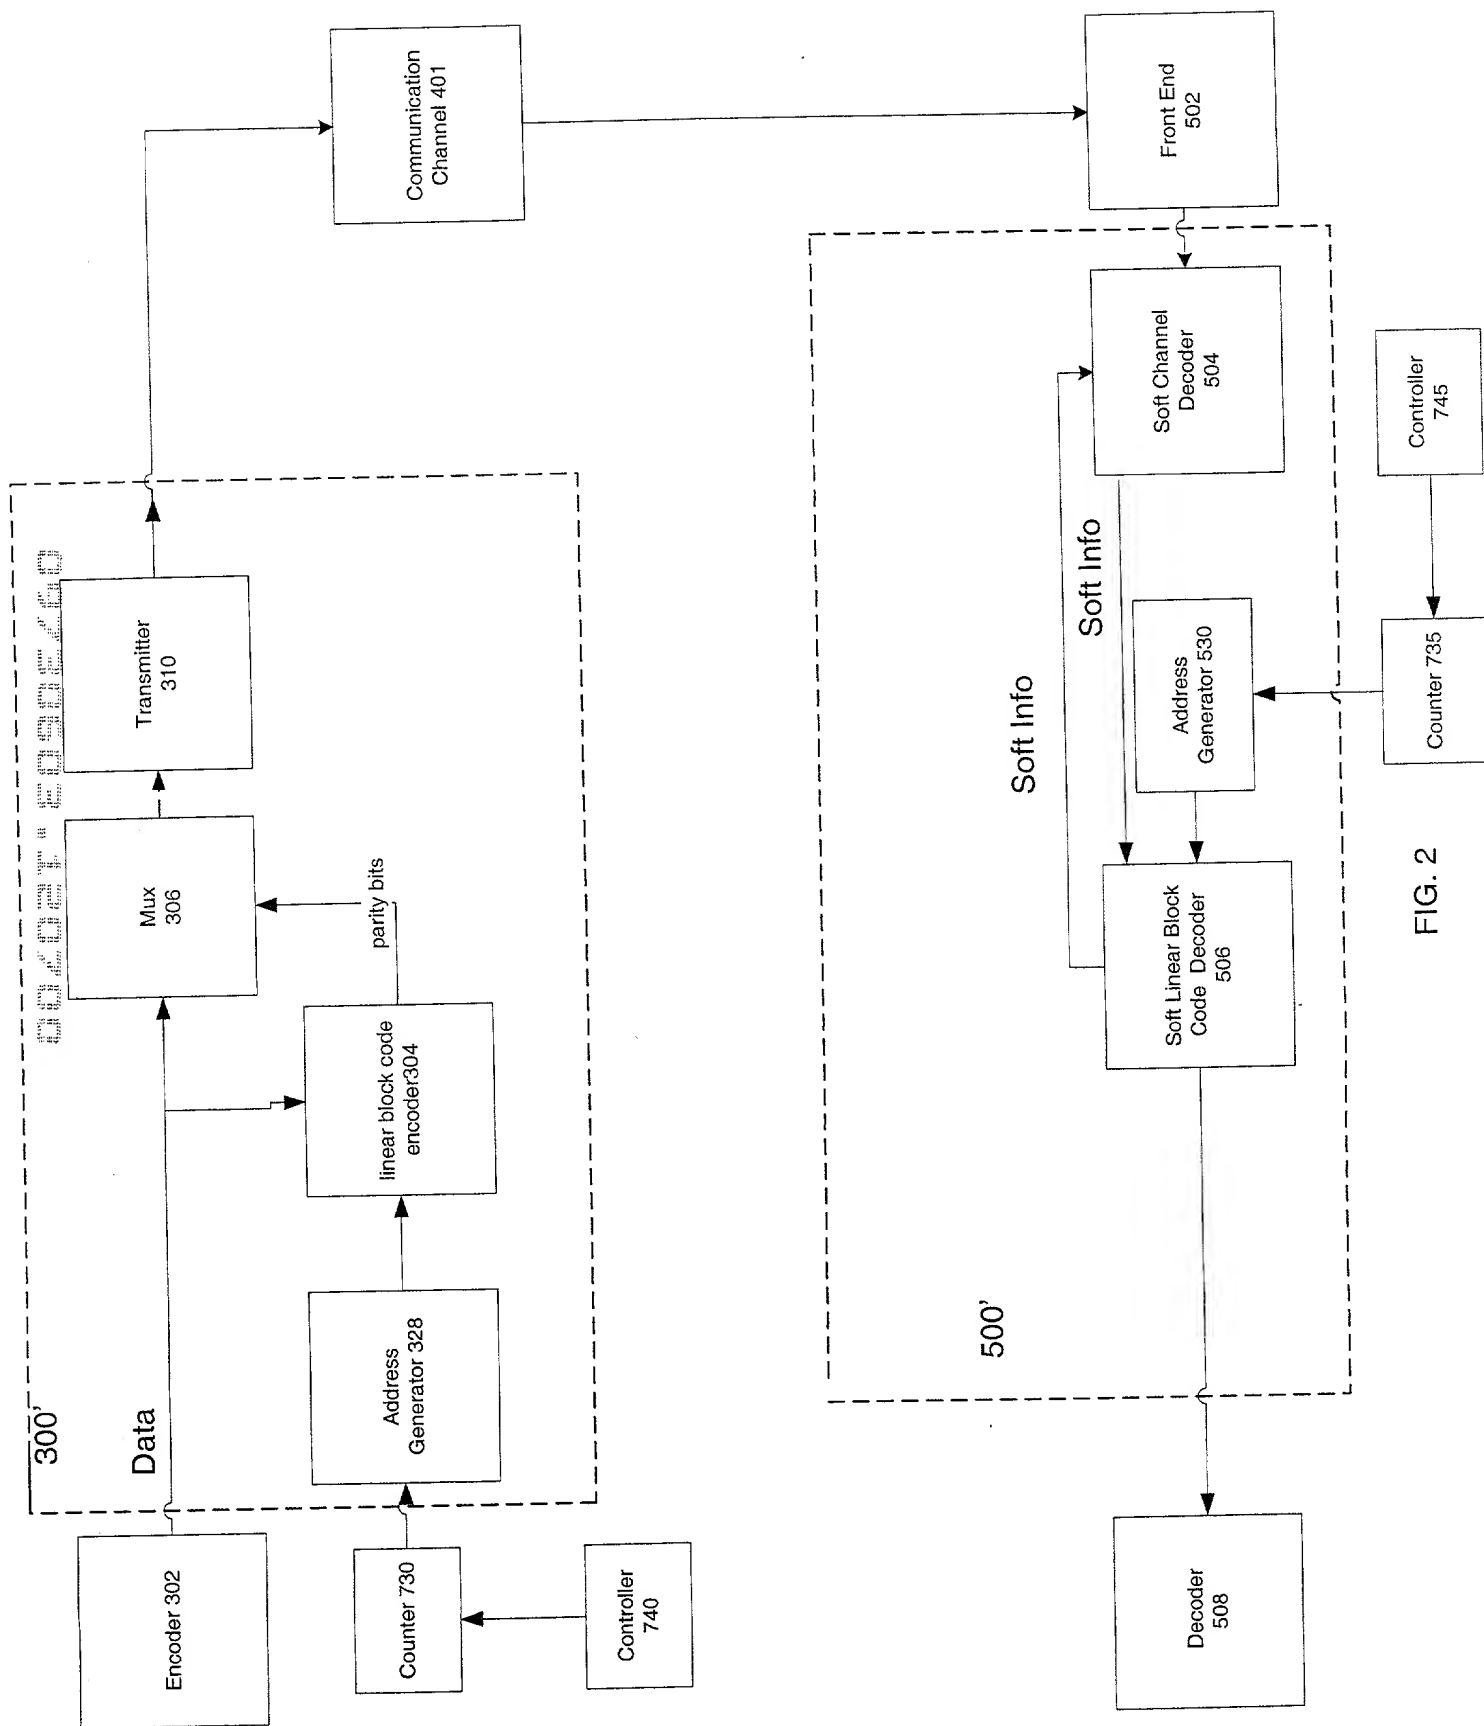 300'
Data
Encoder 302
Mux
306
Transmitter
310
parity bits
linear block code
encoder304
Address
Generator 328
Counter 730
Controller
740
Communication
Channel 401
Front End
502
500'
Soft Info
Soft Info
Soft Channel
Decoder
504
Address
Generator 530
Soft Linear Block
Code Decoder
506
Decoder
508
Counter 735
Controller
745
FIG. 2